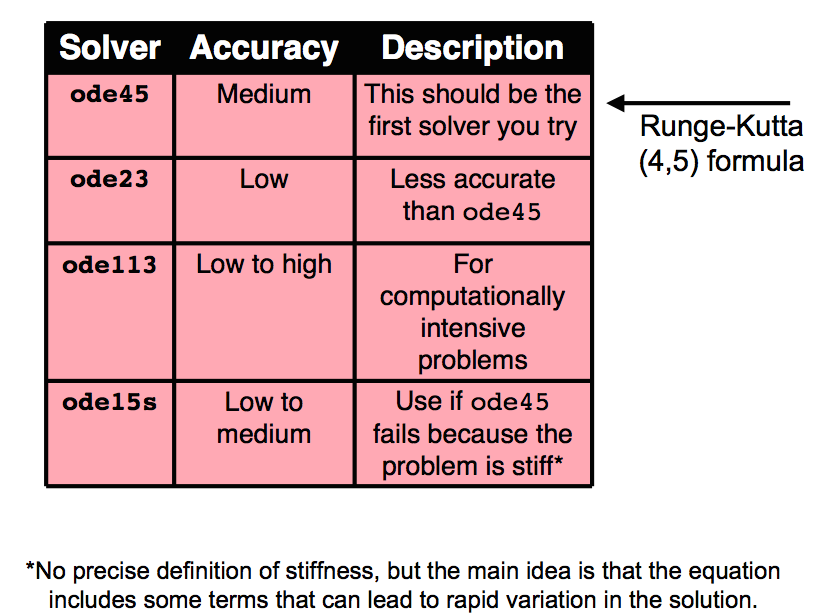 Solver Accuracy Description
ode45 Medium This should be the
first solver you try
Runge-Kutta
(4,5) formula
ode23 Low Less accurate
than ode45
ode113 Low to high For
computationally
intensive
problems
ode15s Low to Use if ode45
medium fails because the
problem is stiff*
*No precise definition of stiffness, but the main idea is that the equation
includes some terms that can lead to rapid variation in the solution.